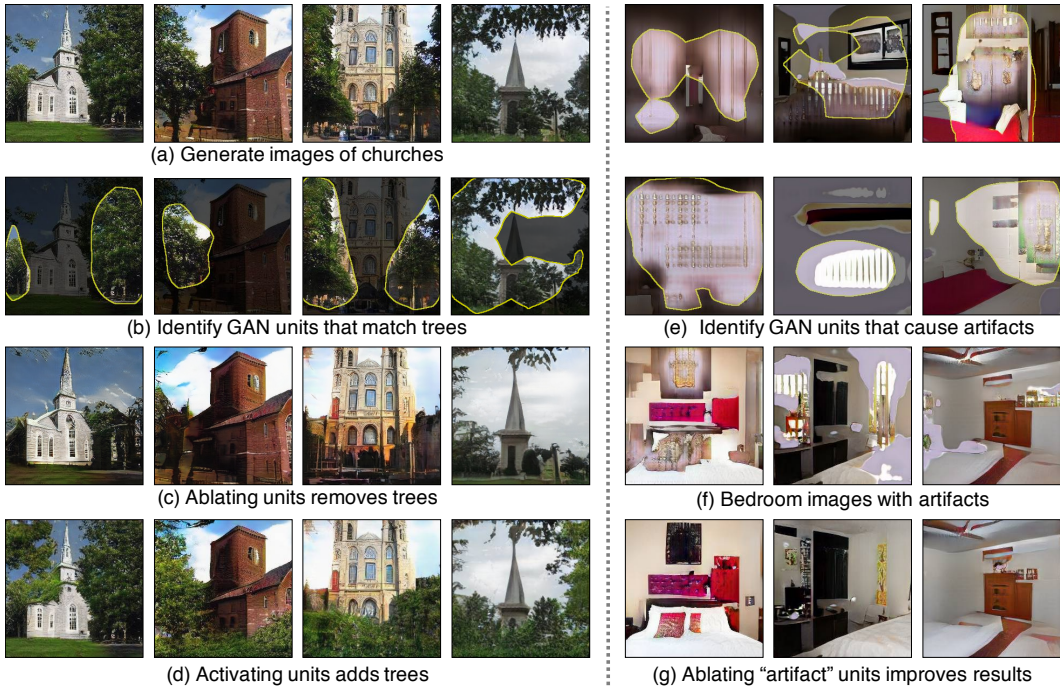 (a) Generate images of churches
(b) Identify GAN units that match trees
(c) Ablating units removes trees
(d) Activating units adds trees
(e) Identify GAN units that cause artifacts
(f) Bedroom images with artifacts
(g) Ablating “artifact” units improves results